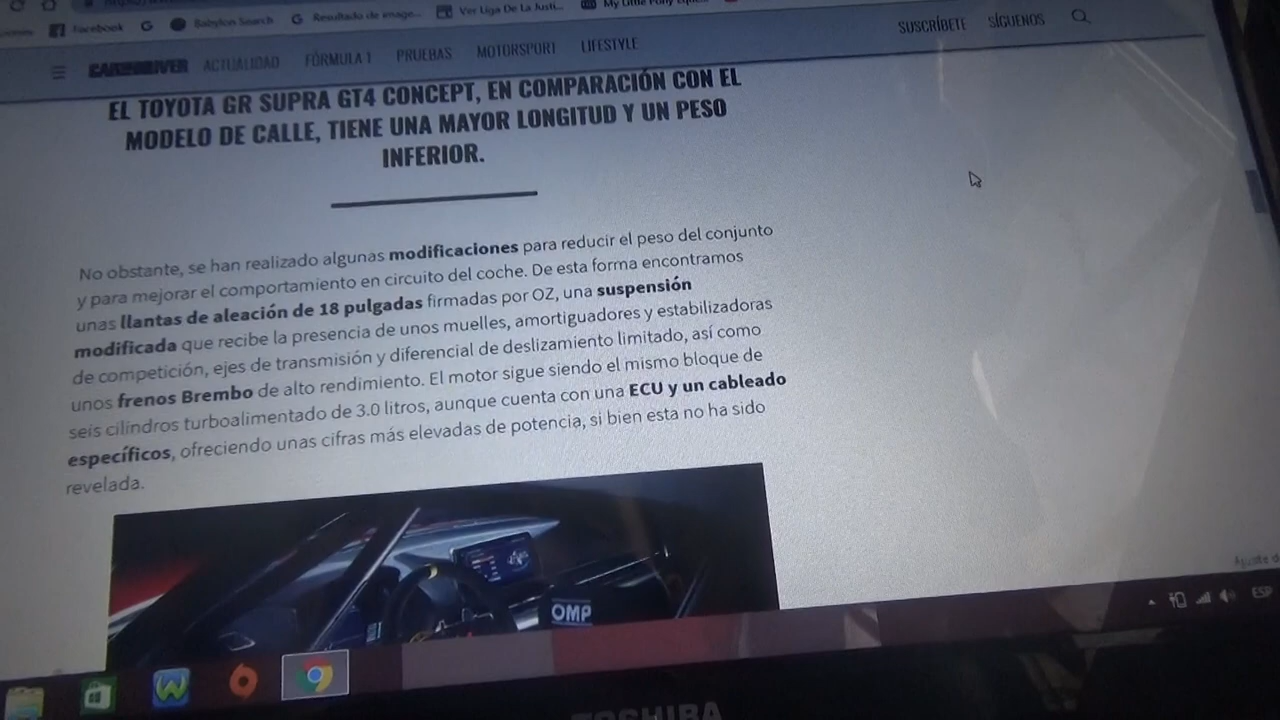 Facebook
Babylon Search
Resultado de image...
Ver Liga De La Justi...
My Little Pony Eque...
CAR AND DRIVER ACTUALIDAD FÓRMULA 1 PRUEBAS MOTORSPORT LIFESTYLE SUSCRÍBETE SÍGUENOS
EL TOYOTA GR SUPRA GT4 CONCEPT, EN COMPARACIÓN CON EL
MODELO DE CALLE, TIENE UNA MAYOR LONGITUD Y UN PESO
INFERIOR.
No obstante, se han realizado algunas modificaciones para reducir el peso del conjunto
y para mejorar el comportamiento en circuito del coche. De esta forma encontramos
unas llantas de aleación de 18 pulgadas firmadas por OZ, una suspensión
modificada que recibe la presencia de unos muelles, amortiguadores y estabilizadoras
de competición, ejes de transmisión y diferencial de deslizamiento limitado, así como
unos frenos Brembo de alto rendimiento. El motor sigue siendo el mismo bloque de
seis cilindros turboalimentado de 3.0 litros, aunque cuenta con una ECU y un cableado
específicos, ofreciendo unas cifras más elevadas de potencia, si bien esta no ha sido
revelada.
OMP
Ajuste d
ESP
TOSHIBA